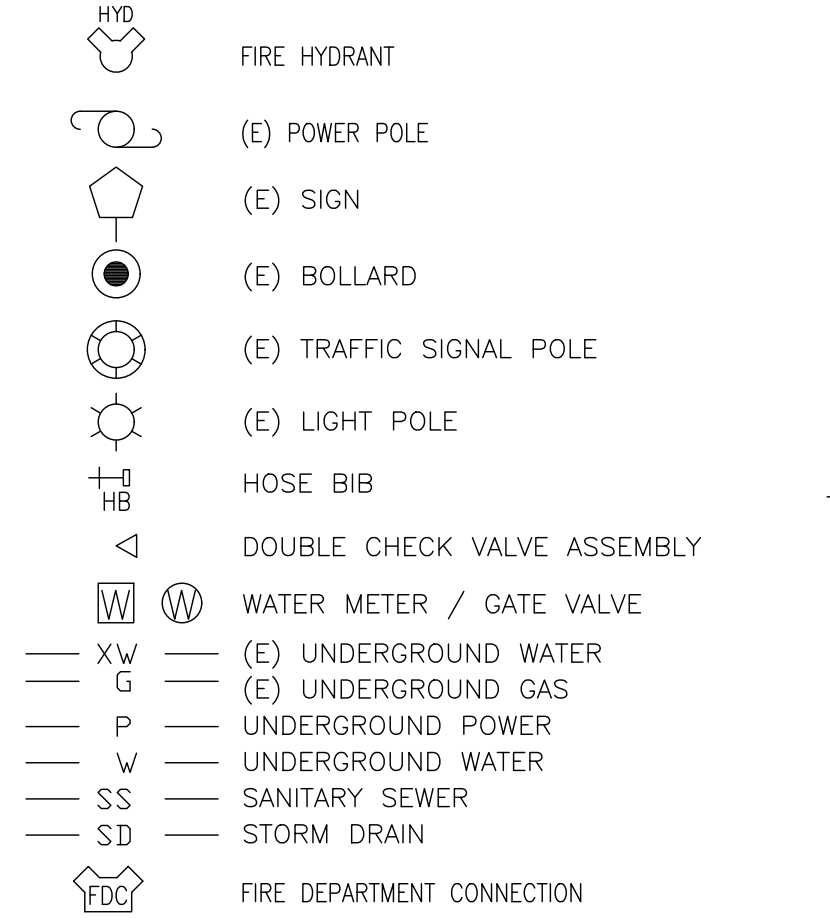 HYD
FIRE HYDRANT
(E) POWER POLE
(E) SIGN
(E) BOLLARD
(E) TRAFFIC SIGNAL POLE
(E) LIGHT POLE
HB HOSE BIB
DOUBLE CHECK VALVE ASSEMBLY
W W WATER METER / GATE VALVE
XW (E) UNDERGROUND WATER
G (E) UNDERGROUND GAS
P UNDERGROUND POWER
W UNDERGROUND WATER
SS SANITARY SEWER
SD STORM DRAIN
FDC FIRE DEPARTMENT CONNECTION